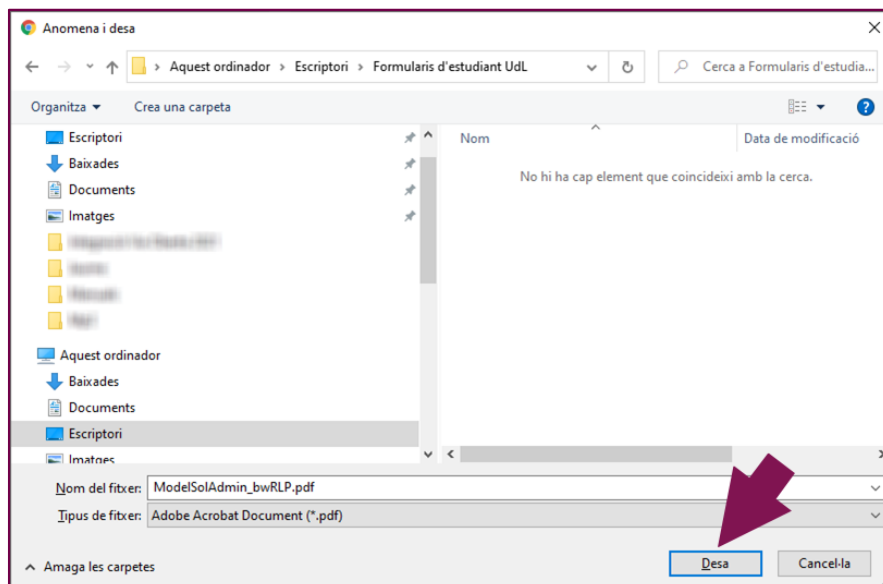 Anomena i desa
Aquest ordinador > Escriptori > Formularis d'estudiant UdL
Cerca a Formularis d'estudia...
Organitza
Crea una carpeta
Escriptori
Baixades
Documents
Imatges
Aquest ordinador
Baixades
Documents
Escriptori
Imatges
Nom
Data de modificació
No hi ha cap element que coincideixi amb la cerca.
Nom del fitxer: ModelSolAdmin_bwRLP.pdf
Tipus de fitxer: Adobe Acrobat Document (*.pdf)
Amaga les carpetes
Desa
Cancel·la